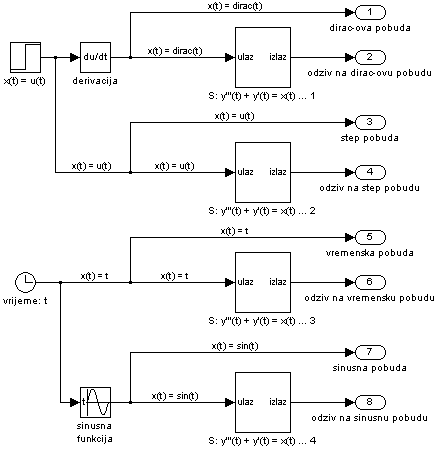 x(t) = dirac(t)
1
dirac-ova pobuda
x(t) = u(t)
du/dt
derivacija
x(t) = dirac(t)
ulaz izlaz
S: y'''(t) + y'(t) = x(t) ... 1
2
odziv na dirac-ovu pobudu
x(t) = u(t)
3
step pobuda
x(t) = u(t)
x(t) = u(t)
ulaz izlaz
S: y'''(t) + y'(t) = x(t) ... 2
4
odziv na step pobudu
x(t) = t
5
vremenska pobuda
vrijeme: t
x(t) = t
x(t) = t
ulaz izlaz
S: y'''(t) + y'(t) = x(t) ... 3
6
odziv na vremensku pobudu
x(t) = sin(t)
7
sinusna pobuda
t
sinusna
funkcija
x(t) = sin(t)
ulaz izlaz
S: y'''(t) + y'(t) = x(t) ... 4
8
odziv na sinusnu pobudu